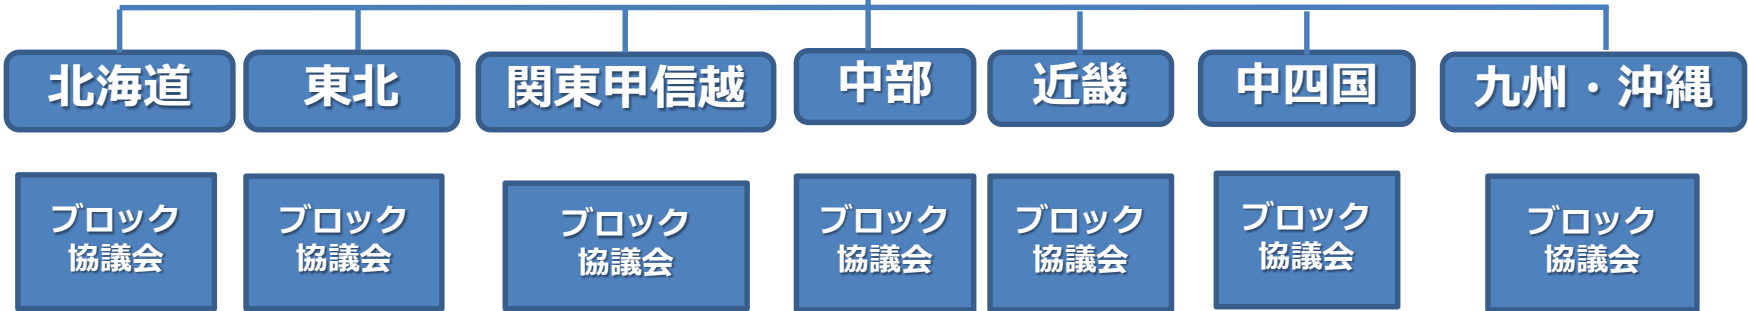 北海道
東北
関東甲信越
中部
近畿
中四国
九州・沖縄
ブロック
協議会
ブロック
協議会
ブロック
協議会
ブロック
協議会
ブロック
協議会
ブロック
協議会
ブロック
協議会